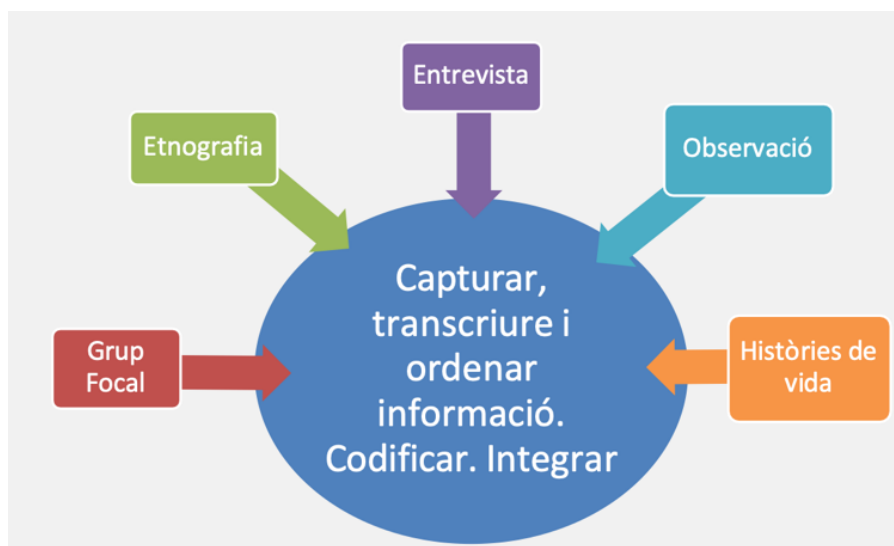 Entrevista
Etnografia
Observació
Capturar,
transcriure i
ordenar
informació.
Codificar. Integrar
Grup
Focal
Històries de
vida